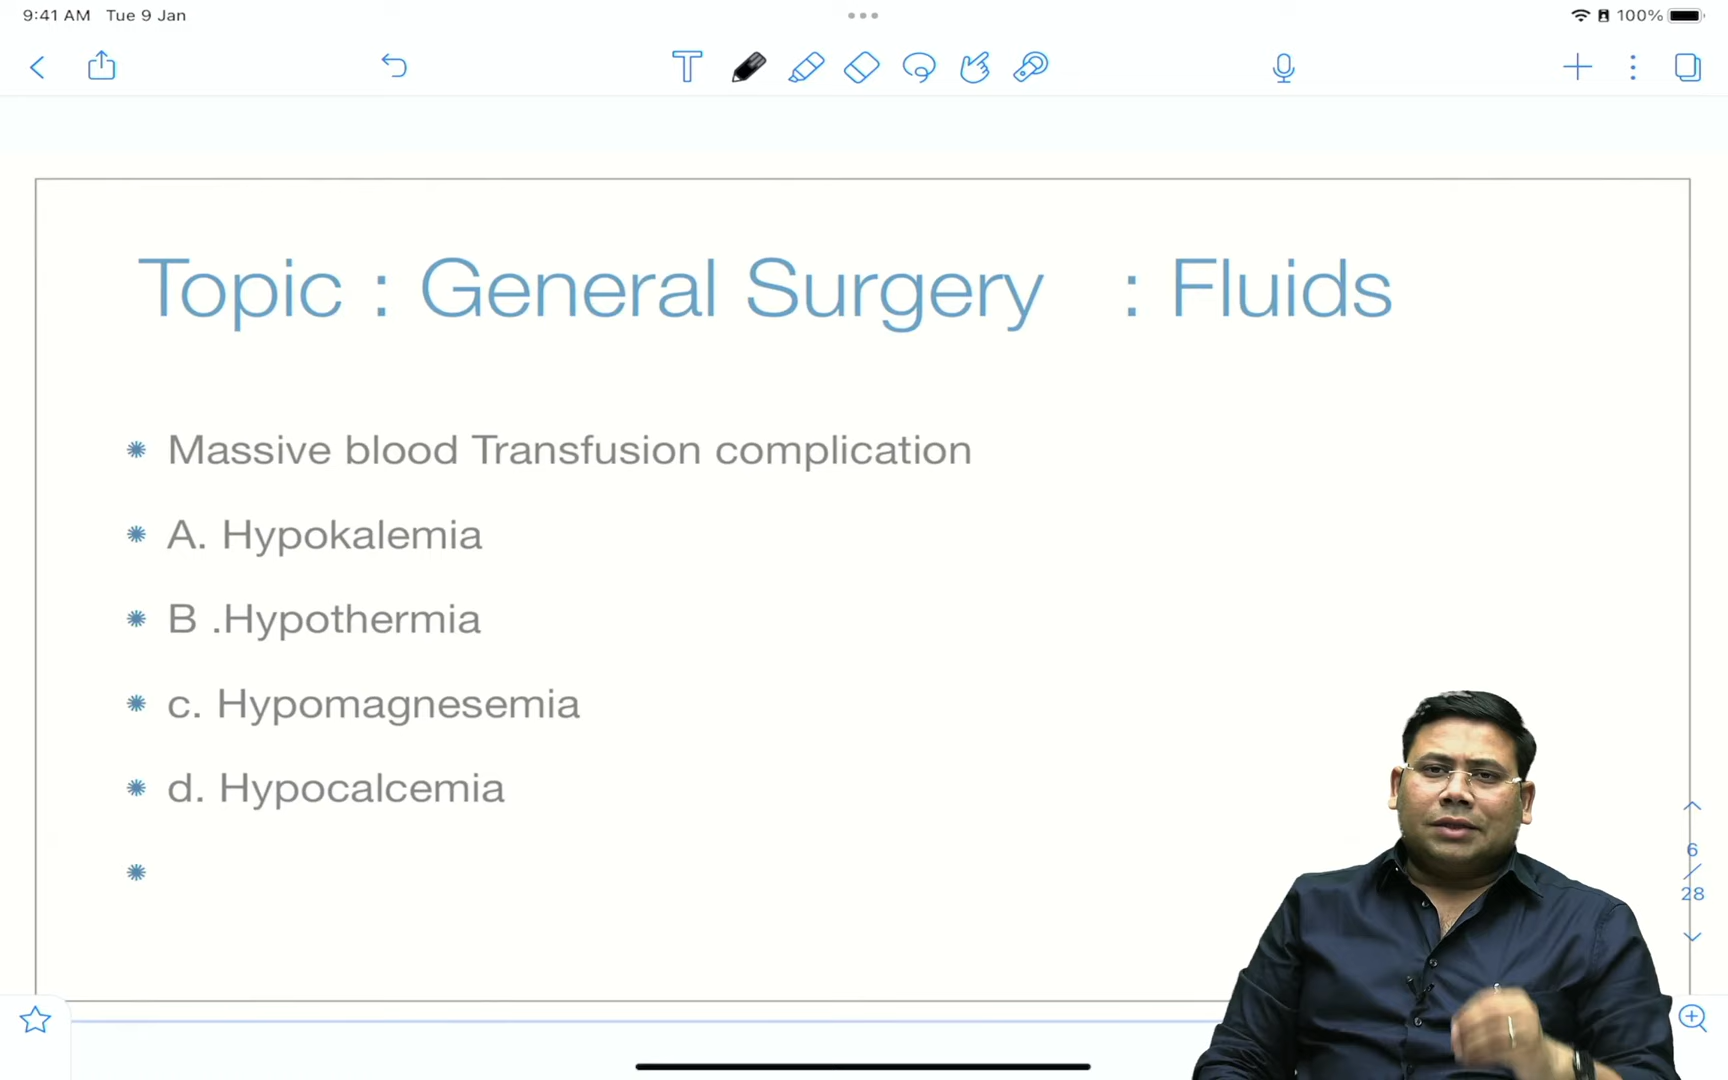 9:41 AM Tue 9 Jan
100%
Topic : General Surgery : Fluids
Massive blood Transfusion complication
A. Hypokalemia
B .Hypothermia
c. Hypomagnesemia
d. Hypocalcemia
6
/
28